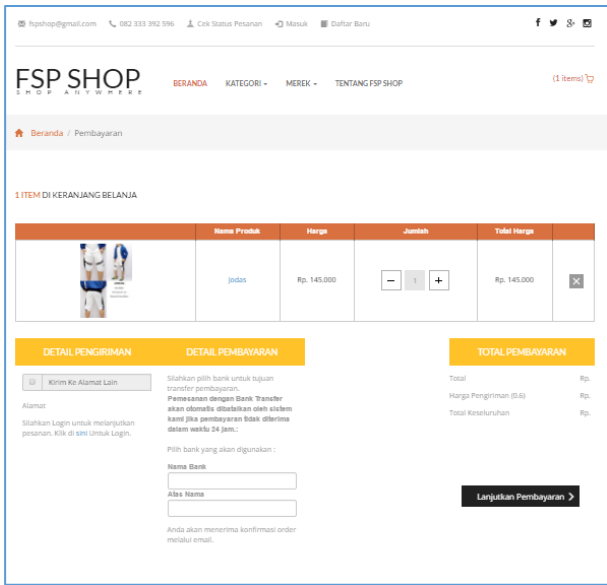 fspshop@gmail.com 082 333 392 596 Cek Status Pesanan Masuk Daftar Baru
FSP SHOP
SHOP ANYWHERE
BERANDA KATEGORI MEREK TENTANG FSP SHOP
(1 items)
Beranda / Pembayaran
1 ITEM DI KERANJANG BELANJA
Nama Produk Harga Jumlah Total Harga
Jodas Rp. 145.000 − 1 + Rp. 145.000
DETAIL PENGIRIMAN
Kirim Ke Alamat Lain
Alamat
Silahkan Login untuk melanjutkan
pesanan. Klik di sini Untuk Login.
DETAIL PEMBAYARAN
Silahkan pilih bank untuk tujuan
transfer pembayaran.
Pemesanan dengan Bank Transfer
akan otomatis dibatalkan oleh sistem
kami jika pembayaran tidak diterima
dalam waktu 24 jam.:
Pilih bank yang akan digunakan :
Nama Bank
Atas Nama
Anda akan menerima konfirmasi order
melalui email.
TOTAL PEMBAYARAN
Total Rp.
Harga Pengiriman (0.6) Rp.
Total Keseluruhan Rp.
Lanjutkan Pembayaran